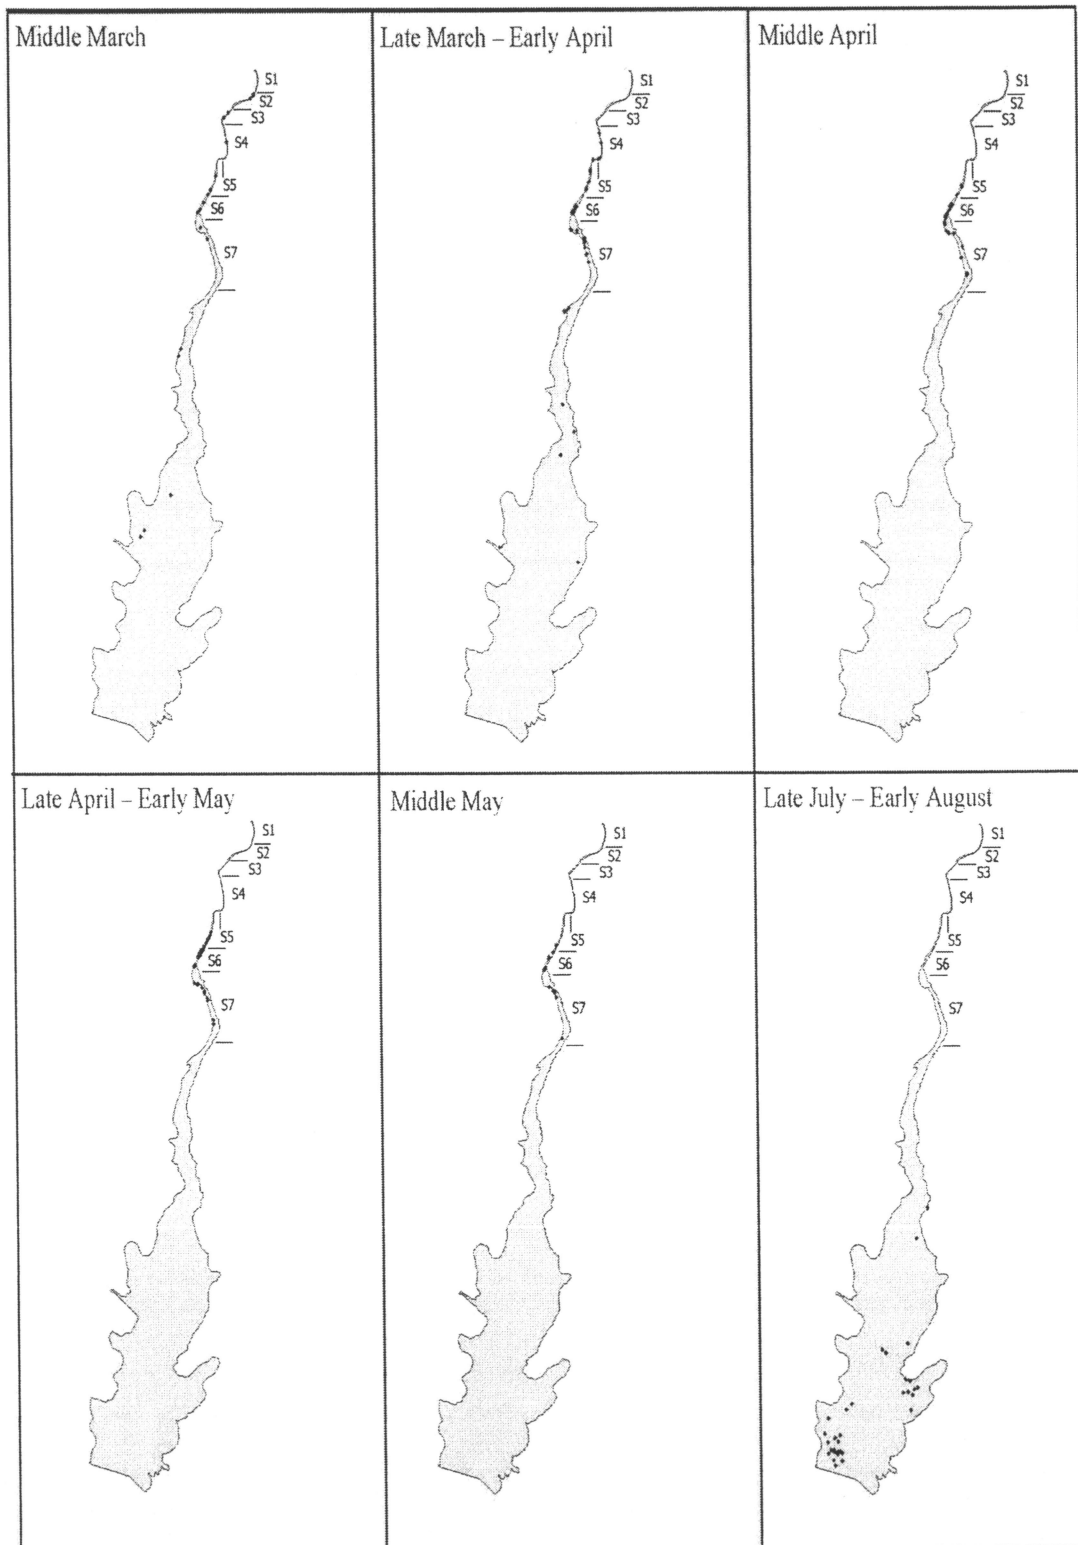 Middle March
S1
S2
S3
S4
S5
S6
S7
Late March – Early April
S1
S2
S3
S4
S5
S6
S7
Middle April
S1
S2
S3
S4
S5
S6
S7
Late April – Early May
S1
S2
S3
S4
S5
S6
S7
Middle May
S1
S2
S3
S4
S5
S6
S7
Late July – Early August
S1
S2
S3
S4
S5
S6
S7